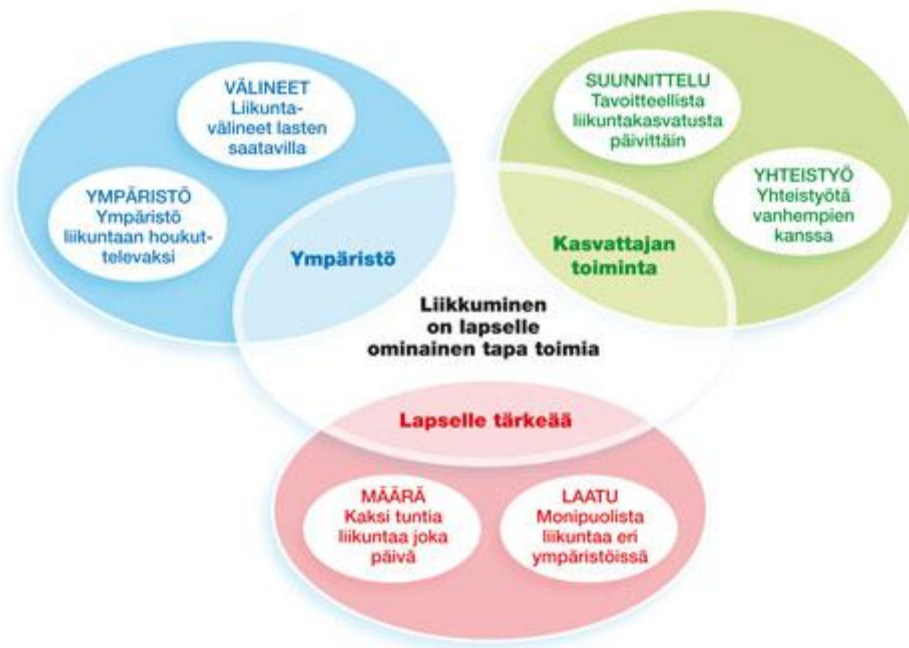 VÄLINEET
Liikunta-
välineet lasten
saatavilla
YMPÄRISTÖ
Ympäristö
liikuntaan houkut-
televaksi
Ympäristö
SUUNNITTELU
Tavoitteellista
liikuntakasvatusta
päivittäin
YHTEISTYÖ
Yhteistyötä
vanhempien
kanssa
Kasvattajan
toiminta
Liikkuminen
on lapselle
ominainen tapa toimia
Lapselle tärkeää
MÄÄRÄ
Kaksi tuntia
liikuntaa joka
päivä
LAATU
Monipuolista
liikuntaa eri
ympäristöissä